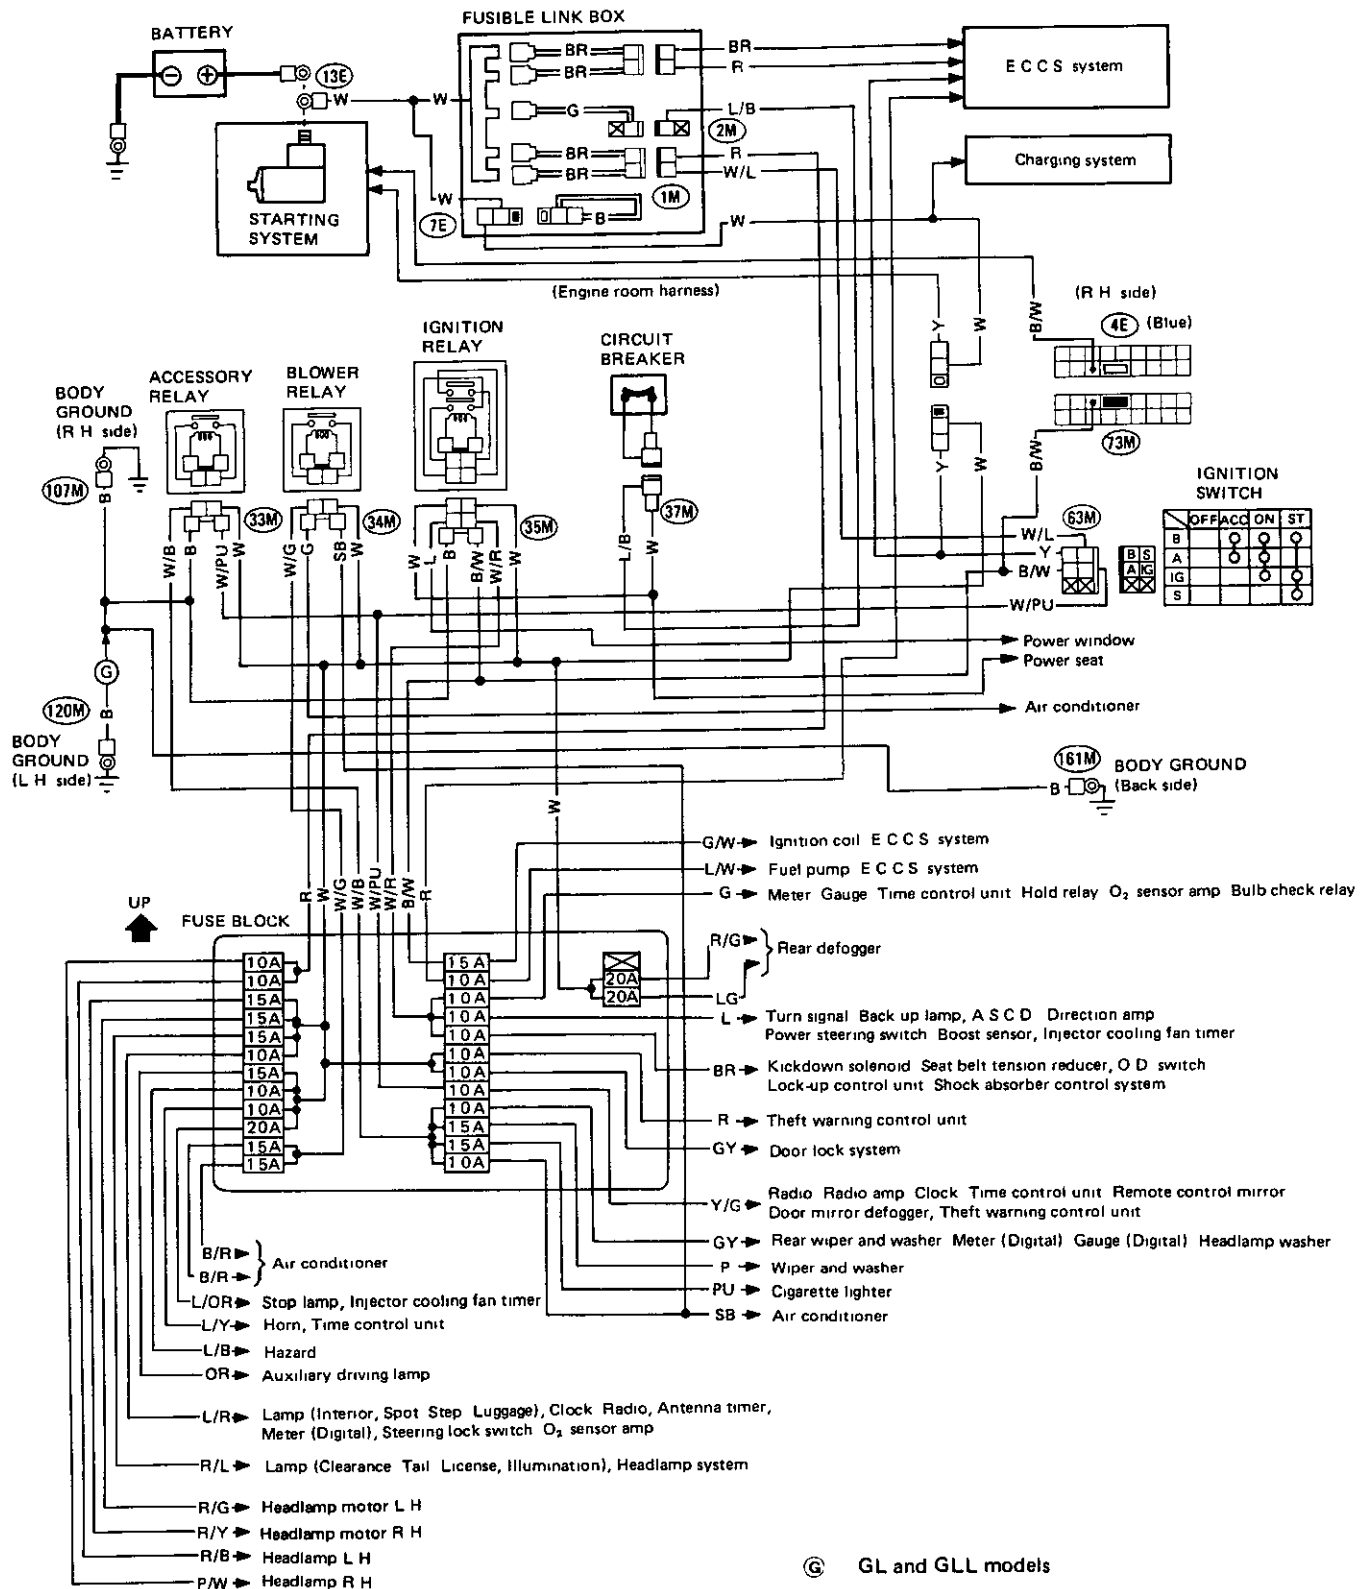 BATTERY
FUSIBLE LINK BOX
13E
W
W
BR
BR
G
BR
BR
B
BR
R
L/B
2M
R
W/L
1M
W
7E
W
E C C S system
Charging system
STARTING
SYSTEM
(Engine room harness)
Y
W
B/W
(R H side)
4E (Blue)
73M
Y
W
B/W
BODY
GROUND
(R H side)
107M
B
ACCESSORY
RELAY
BLOWER
RELAY
IGNITION
RELAY
CIRCUIT
BREAKER
33M
34M
35M
37M
W/B
B
W/PU
W
W/G
G
SB
W
W
L
B
B/W
W/R
W
L/B
W
63M
W/L
Y
B/W
W/PU
B S
A IG
IGNITION
SWITCH
OFF ACC ON ST
B
A
IG
S
Power window
Power seat
Air conditioner
G
120M
B
BODY
GROUND
(L H side)
161M
BODY GROUND
(Back side)
B
W
R
W
W/G
W/B
W/PU
W/R
B/W
R
UP
FUSE BLOCK
10A
10A
15A
15A
15A
10A
15A
10A
10A
20A
15A
15A
15A
10A
10A
10A
10A
10A
10A
10A
10A
15A
15A
10A
20A
20A
G/W Ignition coil E C C S system
L/W Fuel pump E C C S system
G Meter Gauge Time control unit Hold relay O₂ sensor amp Bulb check relay
R/G
LG
Rear defogger
L Turn signal Back up lamp, A S C D Direction amp
Power steering switch Boost sensor, Injector cooling fan timer
BR Kickdown solenoid Seat belt tension reducer, O D switch
Lock-up control unit Shock absorber control system
R Theft warning control unit
GY Door lock system
Y/G Radio Radio amp Clock Time control unit Remote control mirror
Door mirror defogger, Theft warning control unit
GY Rear wiper and washer Meter (Digital) Gauge (Digital) Headlamp washer
P Wiper and washer
PU Cigarette lighter
SB Air conditioner
B/R
B/R
Air conditioner
L/OR Stop lamp, Injector cooling fan timer
L/Y Horn, Time control unit
L/B Hazard
OR Auxiliary driving lamp
L/R Lamp (Interior, Spot Step Luggage), Clock Radio, Antenna timer,
Meter (Digital), Steering lock switch O₂ sensor amp
R/L Lamp (Clearance Tail License, Illumination), Headlamp system
R/G Headlamp motor L H
R/Y Headlamp motor R H
R/B Headlamp L H
P/W Headlamp R H
G GL and GLL models